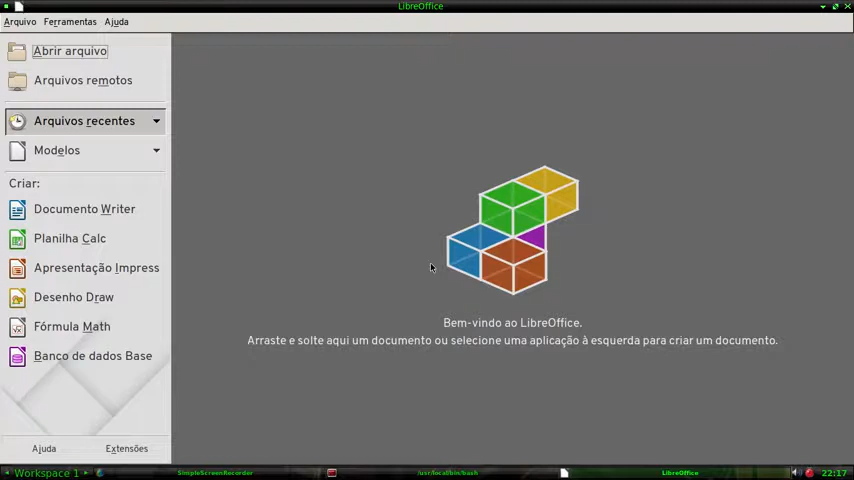 LibreOffice
Arquivo Ferramentas Ajuda
Abrir arquivo
Arquivos remotos
Arquivos recentes
Modelos
Criar:
Documento Writer
Planilha Calc
Apresentação Impress
Desenho Draw
Fórmula Math
Banco de dados Base
Ajuda Extensões
Bem-vindo ao LibreOffice.
Arraste e solte aqui um documento ou selecione uma aplicação à esquerda para criar um documento.
Workspace 1 SimpleScreenRecorder /usr/local/bin/bash LibreOffice 22:17